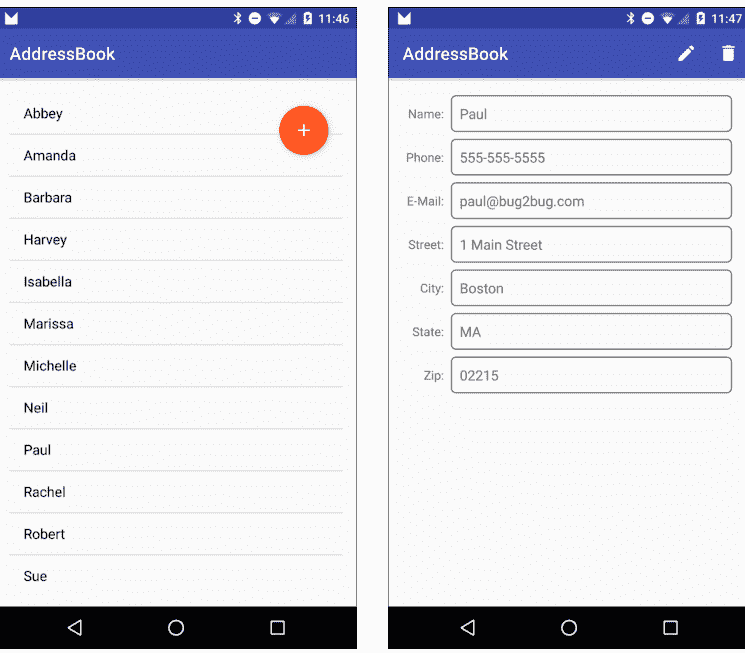 11:46
AddressBook
Abbey
Amanda
Barbara
Harvey
Isabella
Marissa
Michelle
Neil
Paul
Rachel
Robert
Sue
11:47
AddressBook
Name: Paul
Phone: 555-555-5555
E-Mail: paul@bug2bug.com
Street: 1 Main Street
City: Boston
State: MA
Zip: 02215